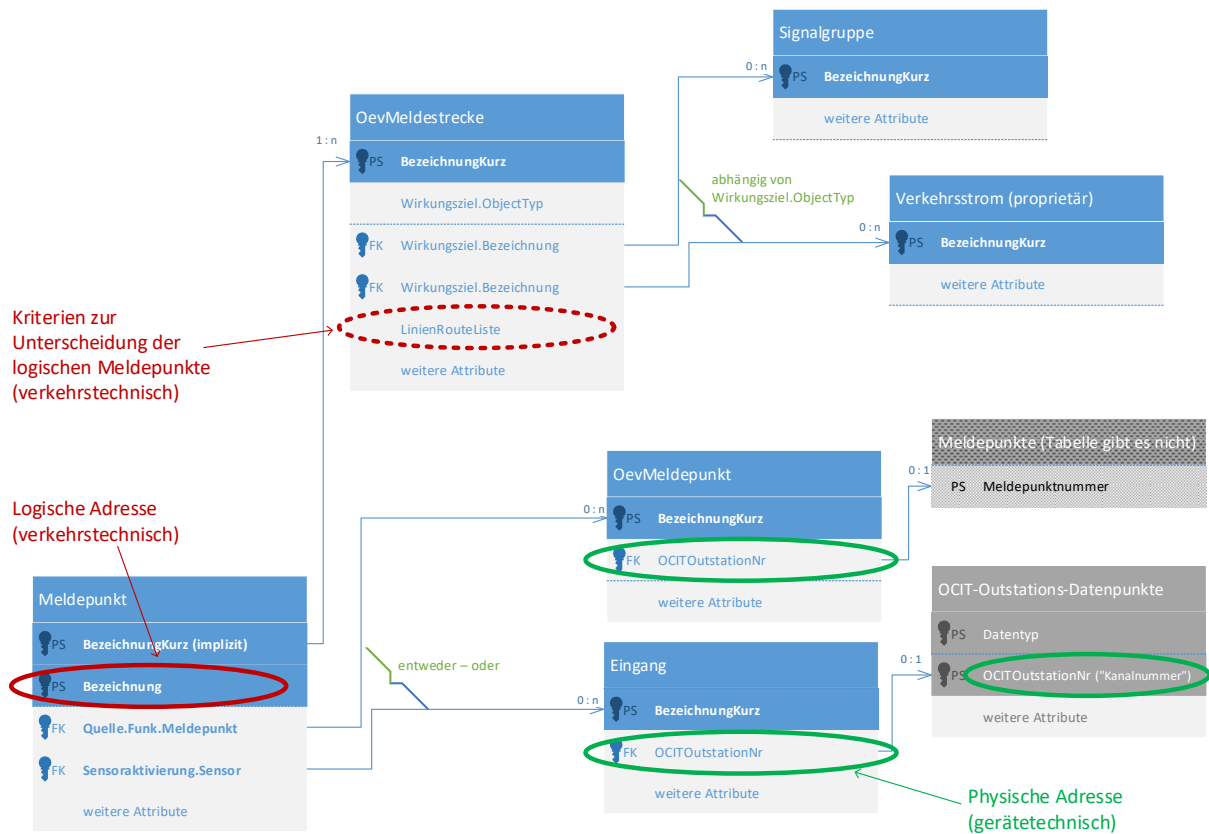 Signalgruppe
0 : n
PS BezeichnungKurz
weitere Attribute
OevMeldestrecke
1 : n
PS BezeichnungKurz
Wirkungsziel.ObjectTyp
FK Wirkungsziel.Bezeichnung
FK Wirkungsziel.Bezeichnung
LinienRouteListe
weitere Attribute
abhängig von
Wirkungsziel.ObjectTyp
Verkehrsstrom (proprietär)
0 : n
PS BezeichnungKurz
weitere Attribute
Kriterien zur
Unterscheidung der
logischen Meldepunkte
(verkehrstechnisch)
Meldepunkte (Tabelle gibt es nicht)
0 : 1
PS Meldepunktnummer
OevMeldepunkt
0 : n
PS BezeichnungKurz
FK OCITOutstationNr
weitere Attribute
Logische Adresse
(verkehrstechnisch)
Meldepunkt
PS BezeichnungKurz (implizit)
PS Bezeichnung
FK Quelle.Funk.Meldepunkt
FK Sensoraktivierung.Sensor
weitere Attribute
entweder – oder
Eingang
0 : n
PS BezeichnungKurz
FK OCITOutstationNr
weitere Attribute
OCIT-Outstations-Datenpunkte
PS Datentyp
0 : 1
PS OCITOutstationNr ("Kanalnummer")
weitere Attribute
Physische Adresse
(gerätetechnisch)